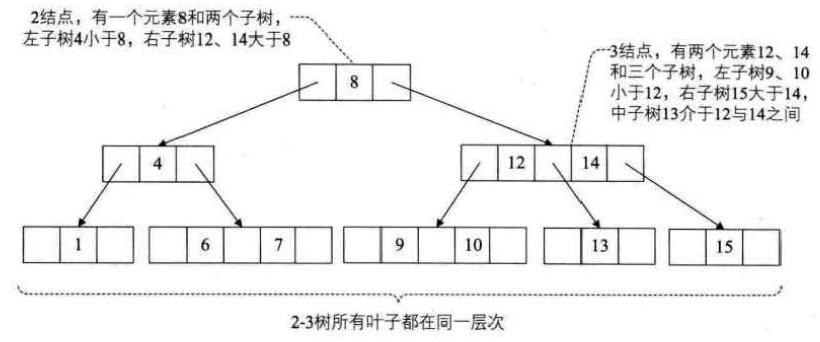 2结点，有一个元素8和两个子树，
左子树4小于8，右子树12、14大于8
3结点，有两个元素12、14
和三个子树，左子树9、10
小于12，右子树15大于14，
中子树13介于12与14之间
8
4
12 14
1
6 7
9 10
13
15
2-3树所有叶子都在同一层次